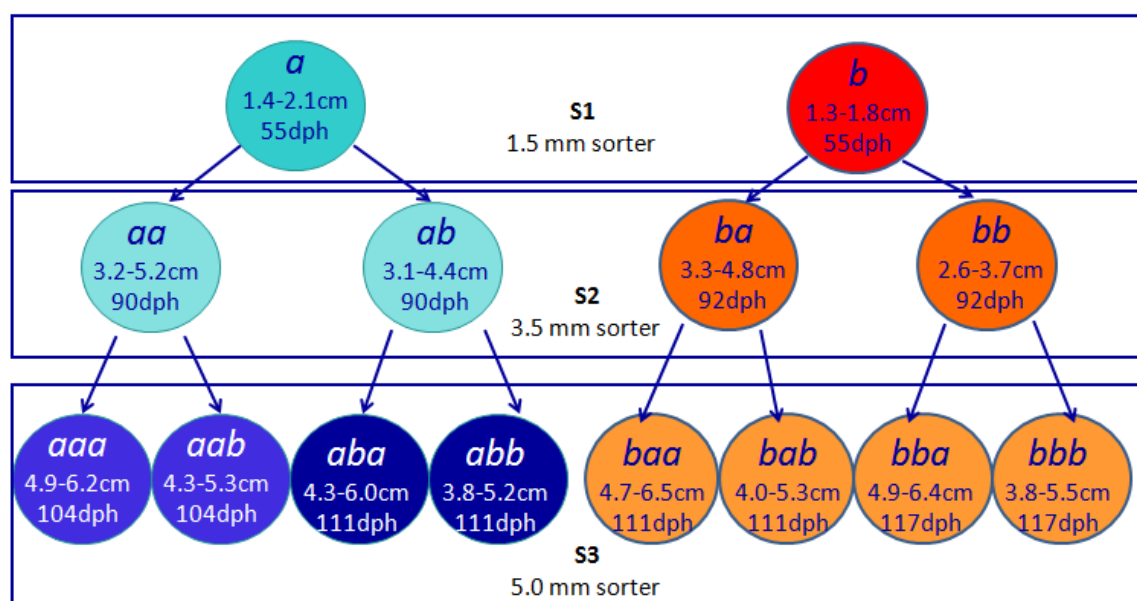 a
1.4-2.1cm
55dph
b
1.3-1.8cm
55dph
S1
1.5 mm sorter
aa
3.2-5.2cm
90dph
ab
3.1-4.4cm
90dph
ba
3.3-4.8cm
92dph
bb
2.6-3.7cm
92dph
S2
3.5 mm sorter
aaa
4.9-6.2cm
104dph
aab
4.3-5.3cm
104dph
aba
4.3-6.0cm
111dph
abb
3.8-5.2cm
111dph
baa
4.7-6.5cm
111dph
bab
4.0-5.3cm
111dph
bba
4.9-6.4cm
117dph
bbb
3.8-5.5cm
117dph
S3
5.0 mm sorter